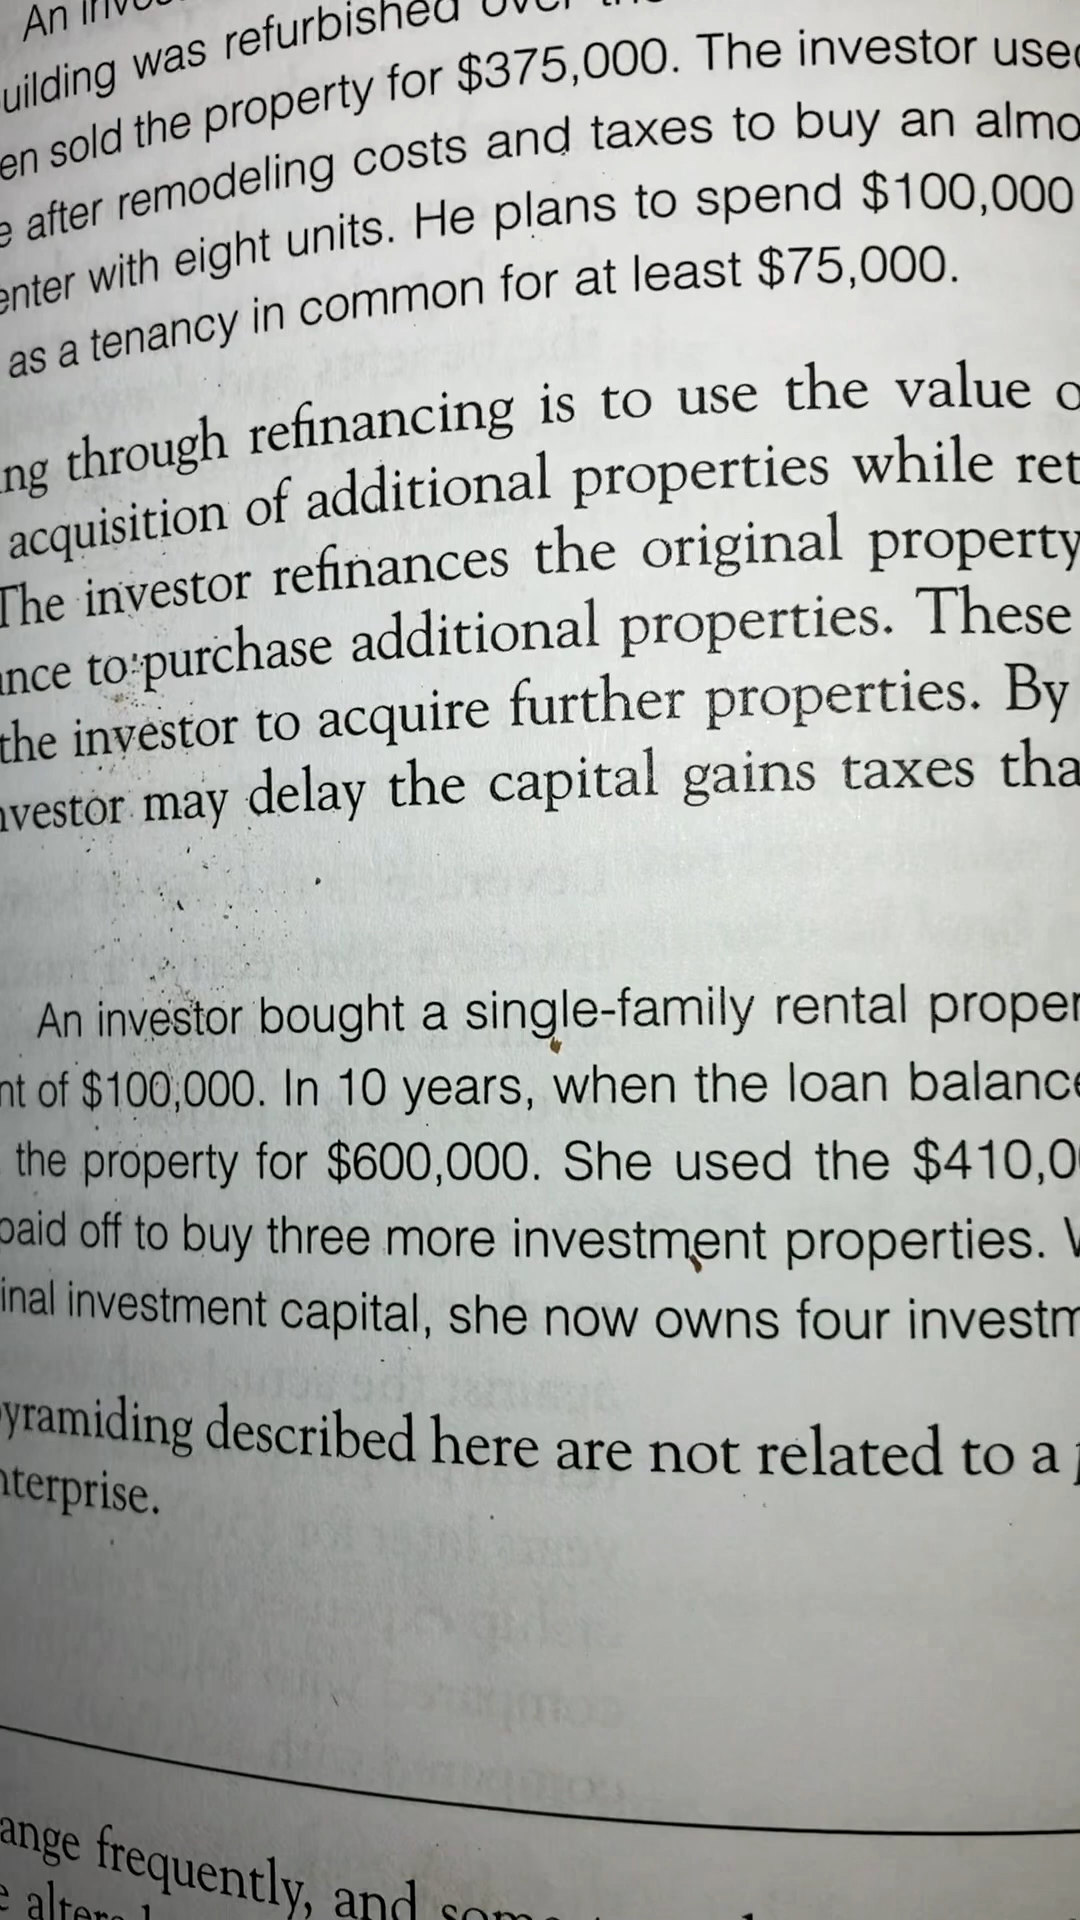 An
uilding was refurbished over
en sold the property for $375,000. The investor used
after remodeling costs and taxes to buy an almo
enter with eight units. He plans to spend $100,000
as a tenancy in common for at least $75,000.
ng through refinancing is to use the value o
acquisition of additional properties while ret
The investor refinances the original property
nce to purchase additional properties. These
the investor to acquire further properties. By
nvestor may delay the capital gains taxes tha
An investor bought a single-family rental proper
nt of $100,000. In 10 years, when the loan balance
the property for $600,000. She used the $410,0
paid off to buy three more investment properties.
inal investment capital, she now owns four investm
yramiding described here are not related to a
nterprise.
ange frequently, and